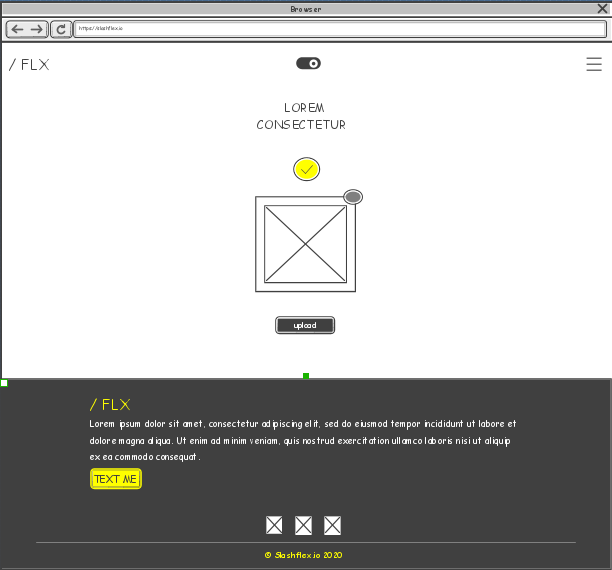 Browser
https://slashflex.io
/ FLX
LOREM
CONSECTETUR
upload
/ FLX
Lorem ipsum dolor sit amet, consectetur adipiscing elit, sed do eiusmod tempor incididunt ut labore et
dolore magna aliqua. Ut enim ad minim veniam, quis nostrud exercitation ullamco laboris nisi ut aliquip
ex ea commodo consequat.
TEXT ME
© Slashflex.io 2020